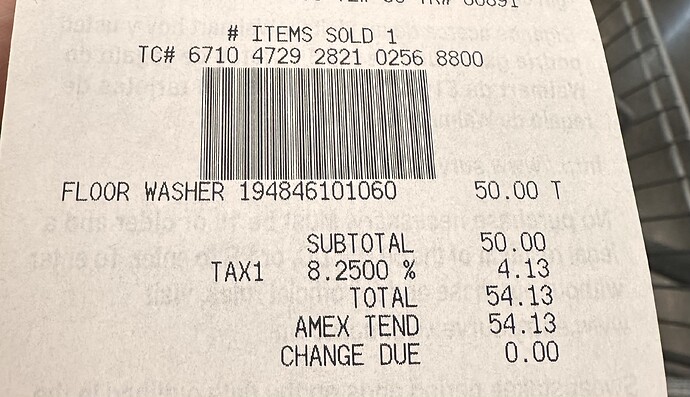 # ITEMS SOLD 1
TC# 6710 4729 2821 0256 8800
FLOOR WASHER 194846101060 50.00 T
SUBTOTAL 50.00
TAX1 8.2500 % 4.13
TOTAL 54.13
AMEX TEND 54.13
CHANGE DUE 0.00